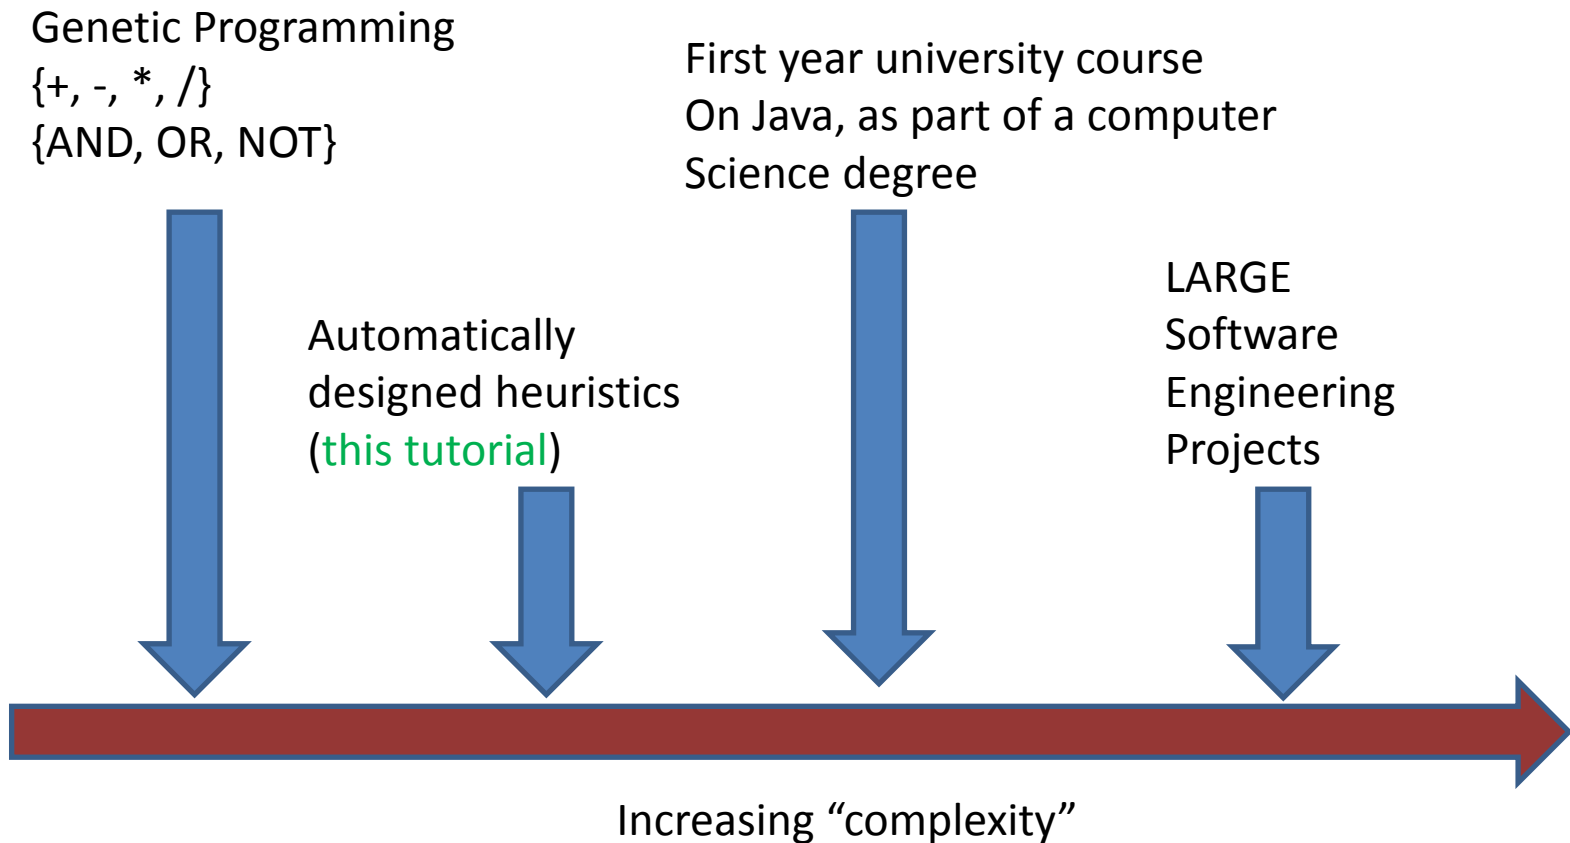 Genetic Programming
{+, -, *, /}
{AND, OR, NOT}
First year university course
On Java, as part of a computer
Science degree
Automatically
designed heuristics
(this tutorial)
LARGE
Software
Engineering
Projects
Increasing “complexity”